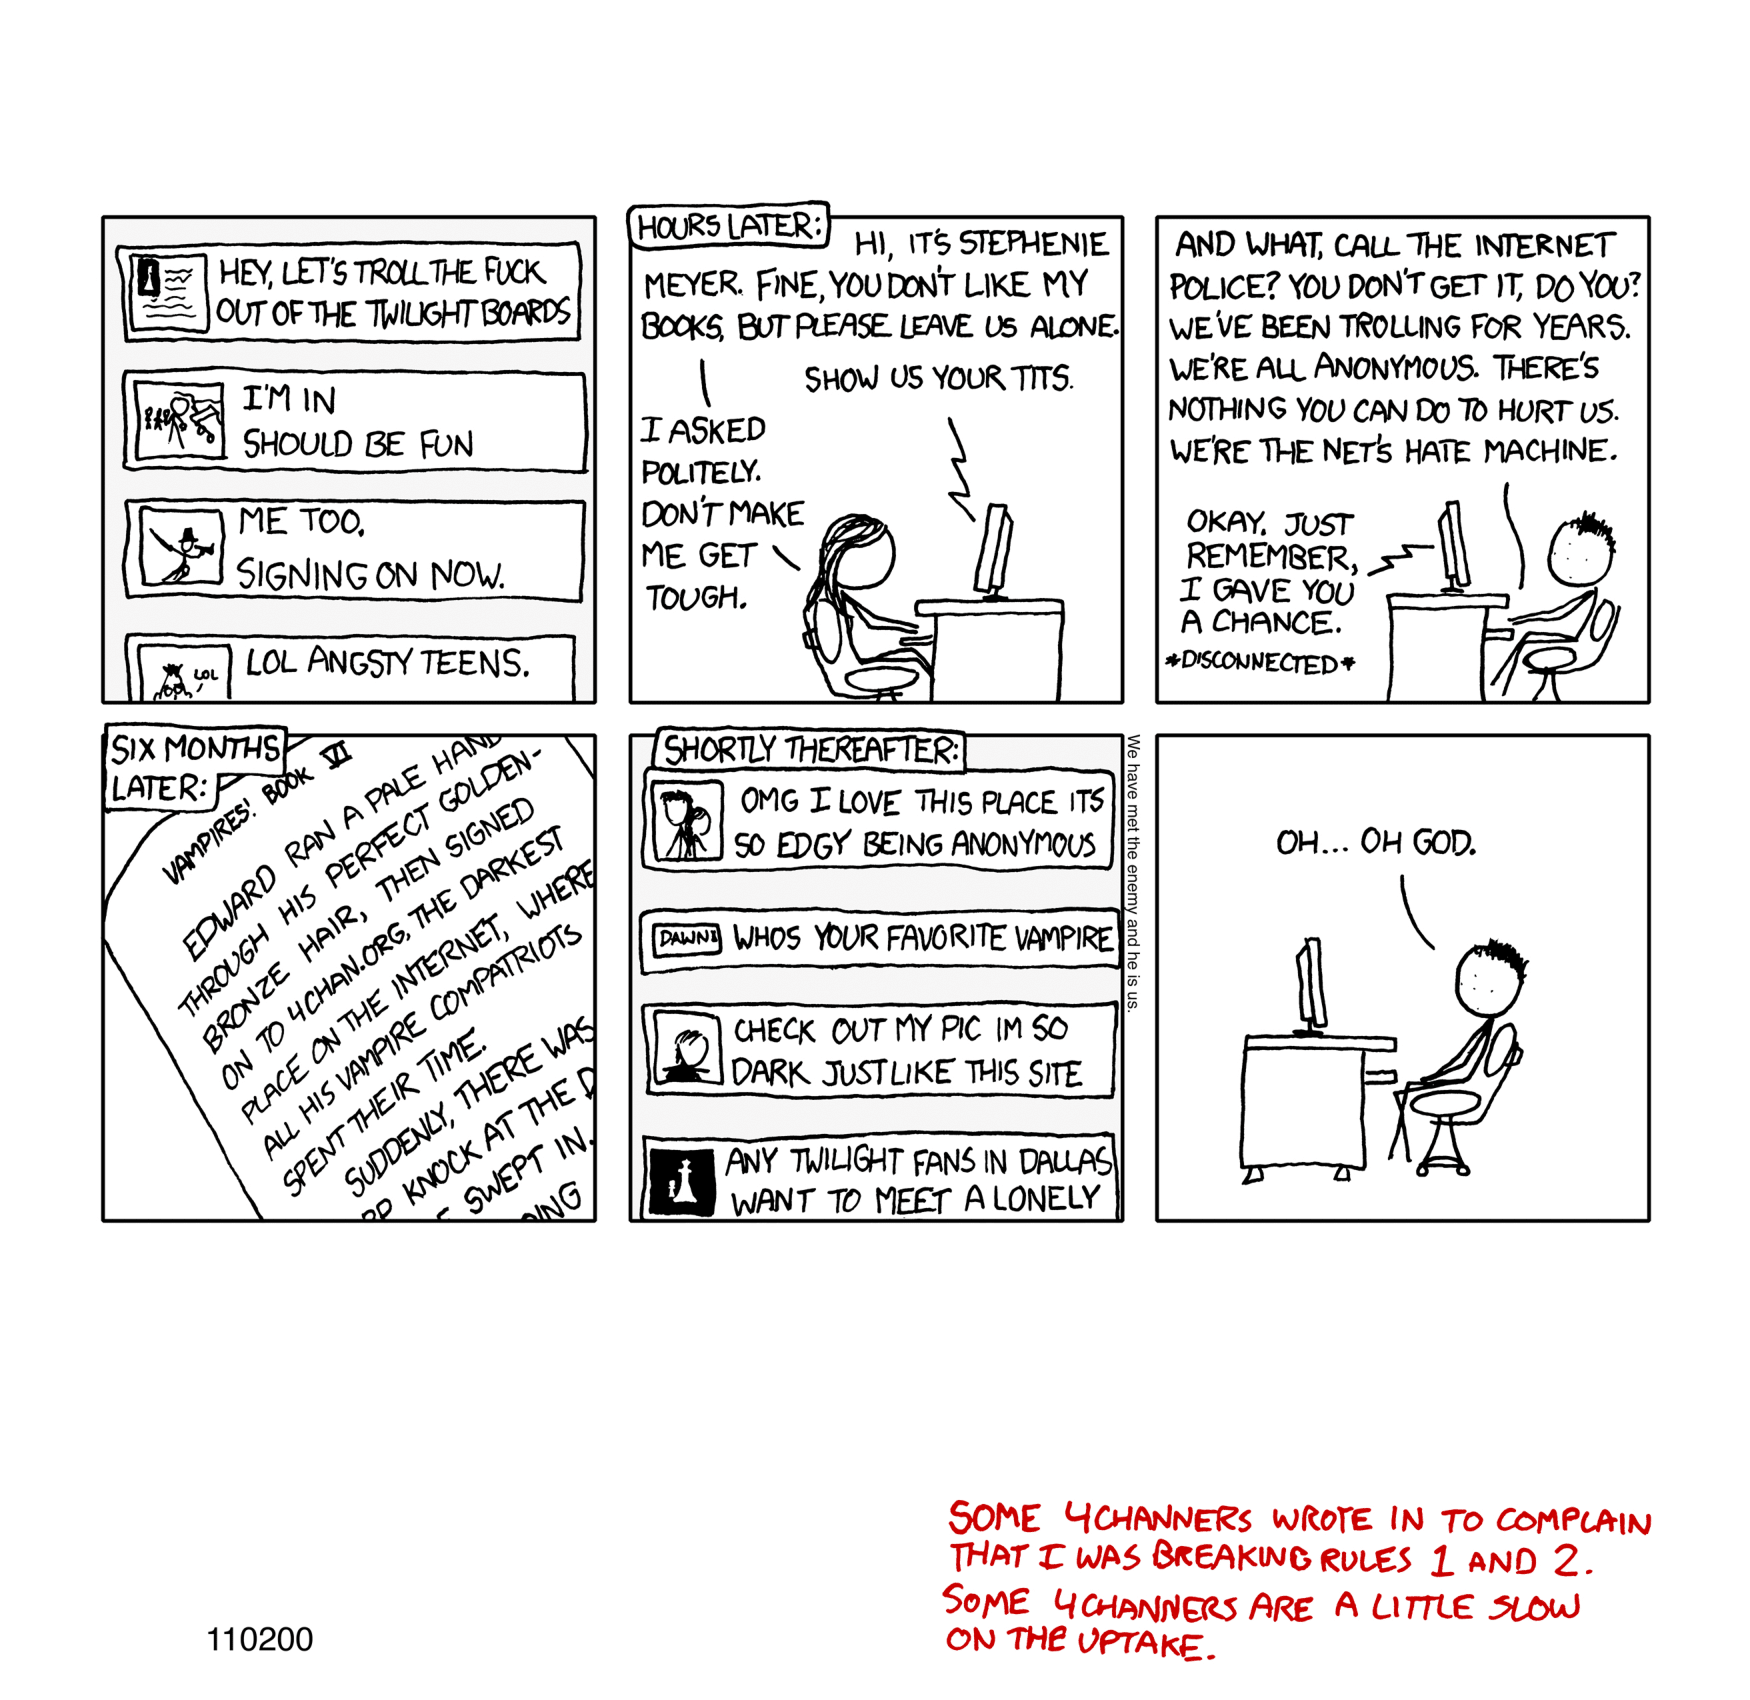 HEY, LET'S TROLL THE FUCK
OUT OF THE TWILIGHT BOARDS
I'M IN
SHOULD BE FUN
ME TOO.
SIGNING ON NOW.
LOL
LOL ANGSTY TEENS.
HOURS LATER:
HI, IT'S STEPHENIE
MEYER. FINE, YOU DON'T LIKE MY
BOOKS, BUT PLEASE LEAVE US ALONE.
SHOW US YOUR TITS.
I ASKED
POLITELY.
DON'T MAKE
ME GET
TOUGH.
AND WHAT, CALL THE INTERNET
POLICE? YOU DON'T GET IT, DO YOU?
WE'VE BEEN TROLLING FOR YEARS.
WE'RE ALL ANONYMOUS. THERE'S
NOTHING YOU CAN DO TO HURT US.
WE'RE THE NET'S HATE MACHINE.
OKAY. JUST
REMEMBER,
I GAVE YOU
A CHANCE.
*DISCONNECTED*
SIX MONTHS
LATER:
VAMPIRES! BOOK VII
EDWARD RAN A PALE HAND
THROUGH HIS PERFECT GOLDEN-
BRONZE HAIR, THEN SIGNED
ON TO 4CHAN.ORG, THE DARKEST
PLACE ON THE INTERNET, WHERE
ALL HIS VAMPIRE COMPATRIOTS
SPENT THEIR TIME.
SUDDENLY, THERE WAS
KNOCK AT THE D
SWEPT IN.
SHORTLY THEREAFTER:
OMG I LOVE THIS PLACE ITS
SO EDGY BEING ANONYMOUS
DAWN!
WHOS YOUR FAVORITE VAMPIRE
CHECK OUT MY PIC IM SO
DARK JUST LIKE THIS SITE
ANY TWILIGHT FANS IN DALLAS
WANT TO MEET A LONELY
We have met the enemy and he is us.
OH... OH GOD.
SOME 4CHANNERS WROTE IN TO COMPLAIN
THAT I WAS BREAKING RULES 1 AND 2.
SOME 4CHANNERS ARE A LITTLE SLOW
ON THE UPTAKE.
110200